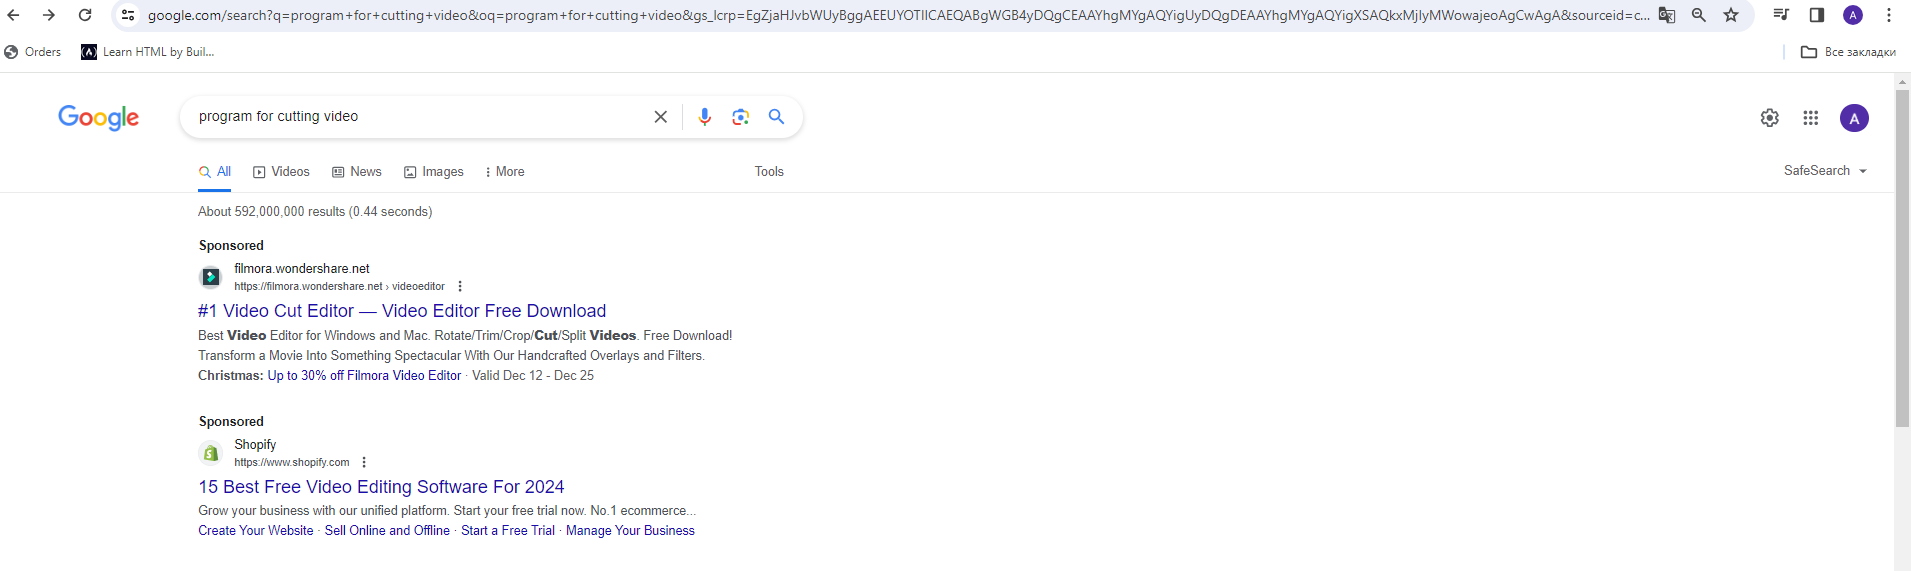 google.com/search?q=program+for+cutting+video&oq=program+for+cutting+video&gs_lcrp=EgZjaHJvbWUyBggAEEUYOTIICAEQABgWGB4yDQgCEAAYhgMYgAQYigUyDQgDEAAYhgMYgAQYigXSAQkxMjIyMWowajeoAgCwAgA&sourceid=c...
A
Orders
Learn HTML by Buil...
Все закладки
Google
program for cutting video
A
All
Videos
News
Images
More
Tools
SafeSearch
About 592,000,000 results (0.44 seconds)
Sponsored
filmora.wondershare.net
https://filmora.wondershare.net › videoeditor
#1 Video Cut Editor — Video Editor Free Download
Best Video Editor for Windows and Mac. Rotate/Trim/Crop/Cut/Split Videos. Free Download!
Transform a Movie Into Something Spectacular With Our Handcrafted Overlays and Filters.
Christmas: Up to 30% off Filmora Video Editor · Valid Dec 12 - Dec 25
Sponsored
Shopify
https://www.shopify.com
15 Best Free Video Editing Software For 2024
Grow your business with our unified platform. Start your free trial now. No.1 ecommerce...
Create Your Website · Sell Online and Offline · Start a Free Trial · Manage Your Business